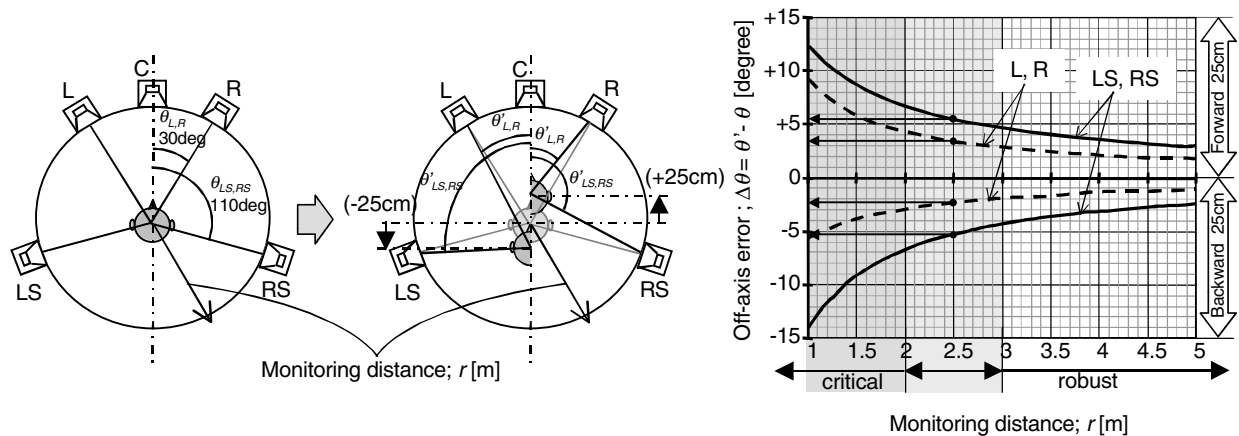 C
L
R
θL,R
30deg
θLS,RS
110deg
LS
RS
C
L
R
θ'L,R
θ'L,R
θ'LS,RS
θ'LS,RS
(-25cm)
(+25cm)
LS
RS
Monitoring distance; r [m]
Off-axis error ; Δθ = θ' - θ [degree]
+15
+10
+5
0
-5
-10
-15
L, R
LS, RS
Forward 25cm
Backward 25cm
1 1.5 2 2.5 3 3.5 4 4.5 5
critical
robust
Monitoring distance; r [m]